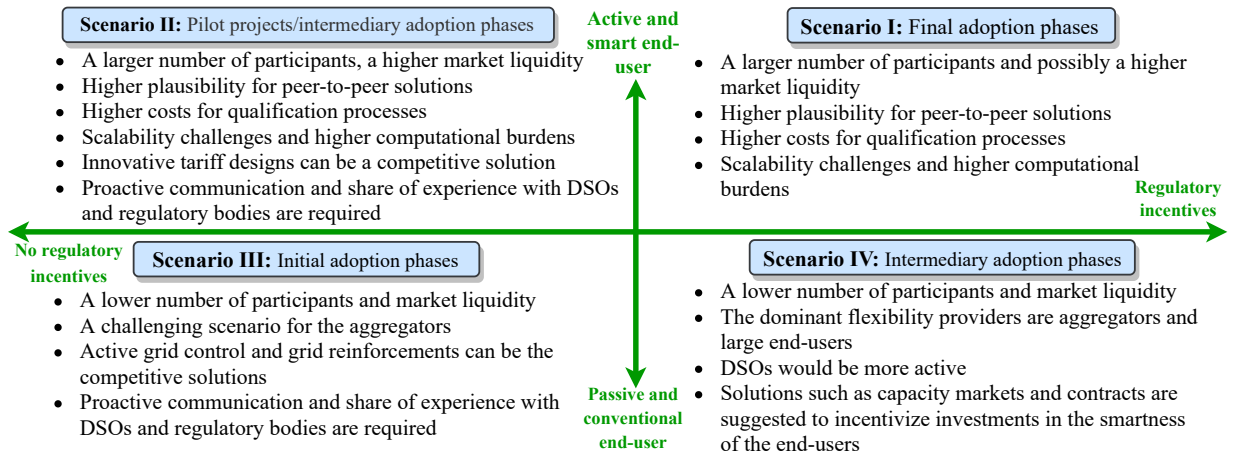 Scenario II: Pilot projects/intermediary adoption phases
• A larger number of participants, a higher market liquidity
• Higher plausibility for peer-to-peer solutions
• Higher costs for qualification processes
• Scalability challenges and higher computational burdens
• Innovative tariff designs can be a competitive solution
• Proactive communication and share of experience with DSOs
and regulatory bodies are required
Active and
smart end-
user
Scenario I: Final adoption phases
• A larger number of participants and possibly a higher
market liquidity
• Higher plausibility for peer-to-peer solutions
• Higher costs for qualification processes
• Scalability challenges and higher computational
burdens
Regulatory
incentives
No regulatory
incentives
Scenario III: Initial adoption phases
• A lower number of participants and market liquidity
• A challenging scenario for the aggregators
• Active grid control and grid reinforcements can be the
competitive solutions
• Proactive communication and share of experience with
DSOs and regulatory bodies are required
Passive and
conventional
end-user
Scenario IV: Intermediary adoption phases
• A lower number of participants and market liquidity
• The dominant flexibility providers are aggregators and
large end-users
• DSOs would be more active
• Solutions such as capacity markets and contracts are
suggested to incentivize investments in the smartness
of the end-users